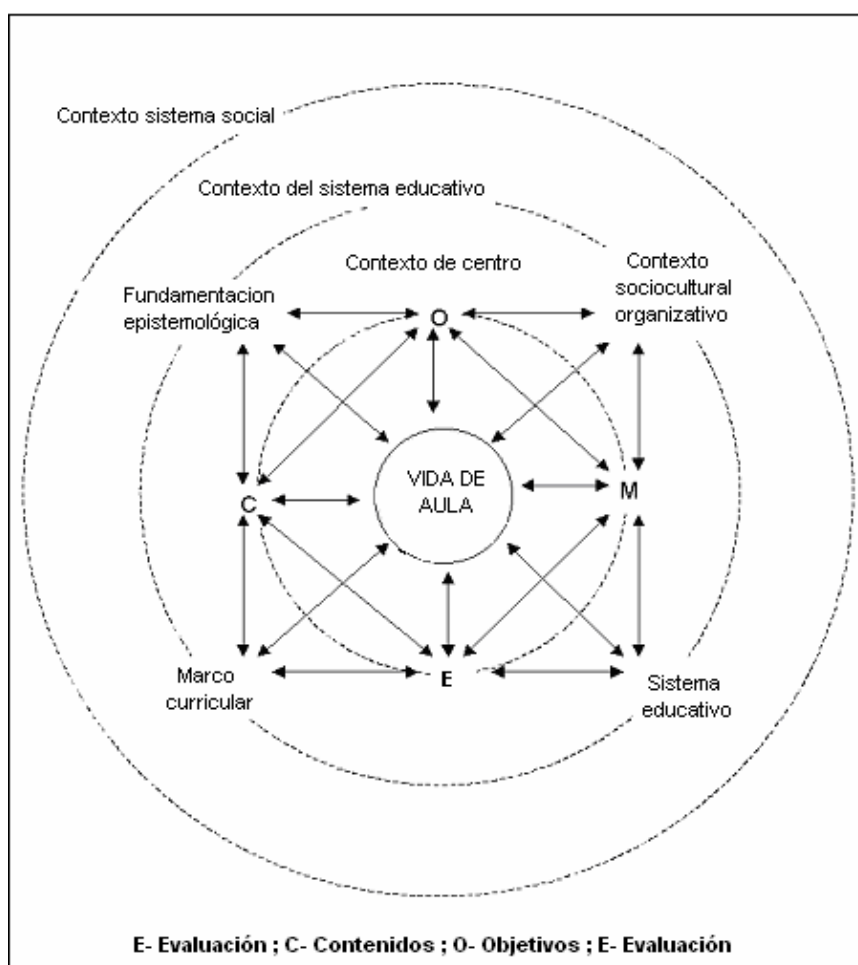 Contexto sistema social
Contexto del sistema educativo
Contexto de centro
Contexto
sociocultural
organizativo
Fundamentacion
epistemológica
O
VIDA DE
AULA
C
M
Marco
curricular
E
Sistema
educativo
E- Evaluación ; C- Contenidos ; O- Objetivos ; E- Evaluación